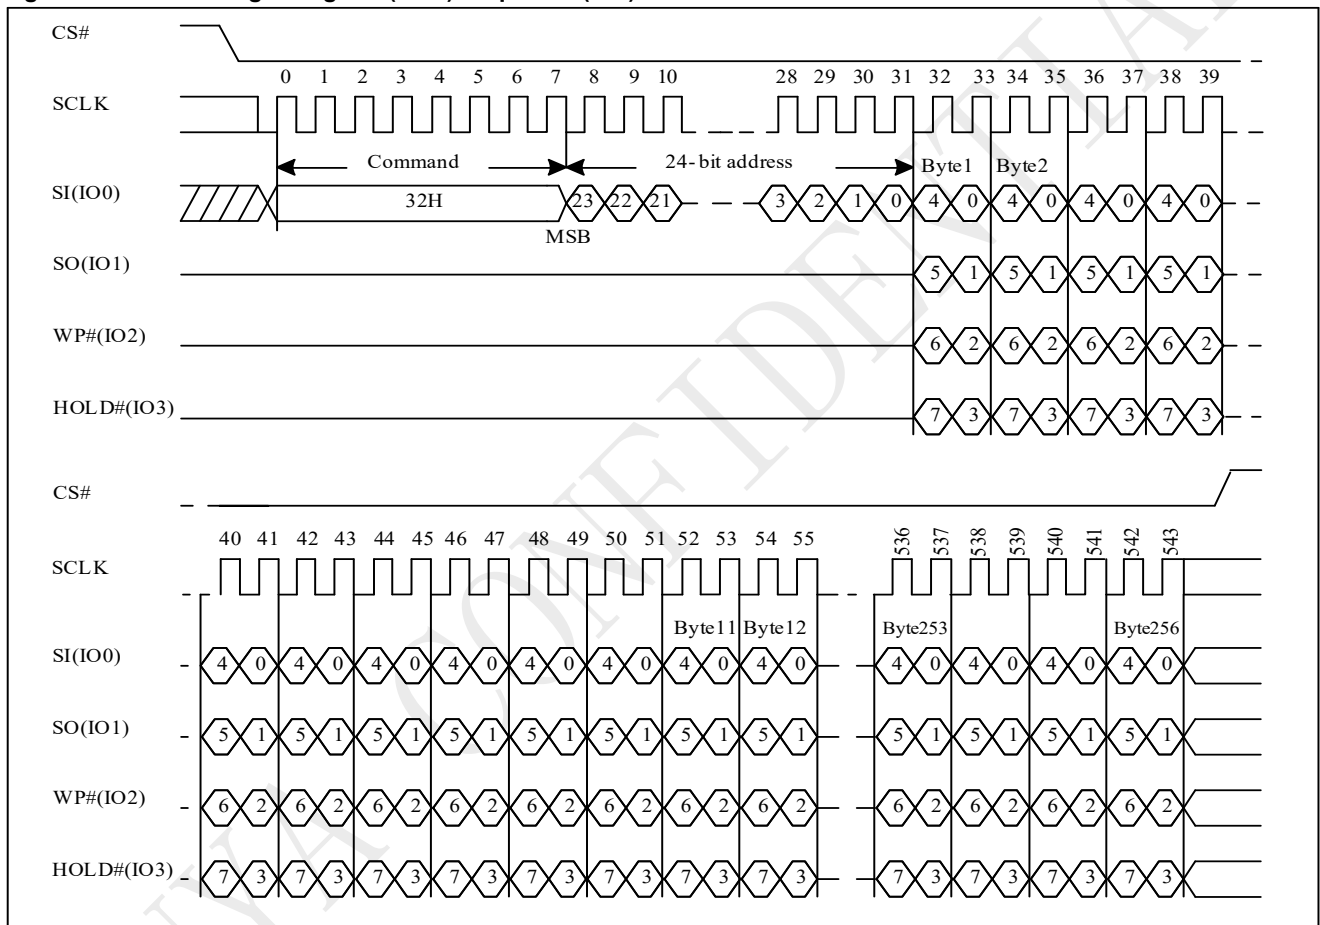 CS#
0 1 2 3 4 5 6 7 8 9 10 28 29 30 31 32 33 34 35 36 37 38 39
SCLK
Command 24-bit address Byte1 Byte2
SI(IO0) 32H 23 22 21 3 2 1 0 4 0 4 0 4 0 4 0
MSB
SO(IO1) 5 1 5 1 5 1 5 1
WP#(IO2) 6 2 6 2 6 2 6 2
HOLD#(IO3) 7 3 7 3 7 3 7 3
CS#
40 41 42 43 44 45 46 47 48 49 50 51 52 53 54 55 536 537 538 539 540 541 542 543
SCLK
Byte11 Byte12 Byte253 Byte256
SI(IO0) 4 0 4 0 4 0 4 0 4 0 4 0 4 0 4 0 4 0 4 0 4 0 4 0
SO(IO1) 5 1 5 1 5 1 5 1 5 1 5 1 5 1 5 1 5 1 5 1 5 1 5 1
WP#(IO2) 6 2 6 2 6 2 6 2 6 2 6 2 6 2 6 2 6 2 6 2 6 2 6 2
HOLD#(IO3) 7 3 7 3 7 3 7 3 7 3 7 3 7 3 7 3 7 3 7 3 7 3 7 3